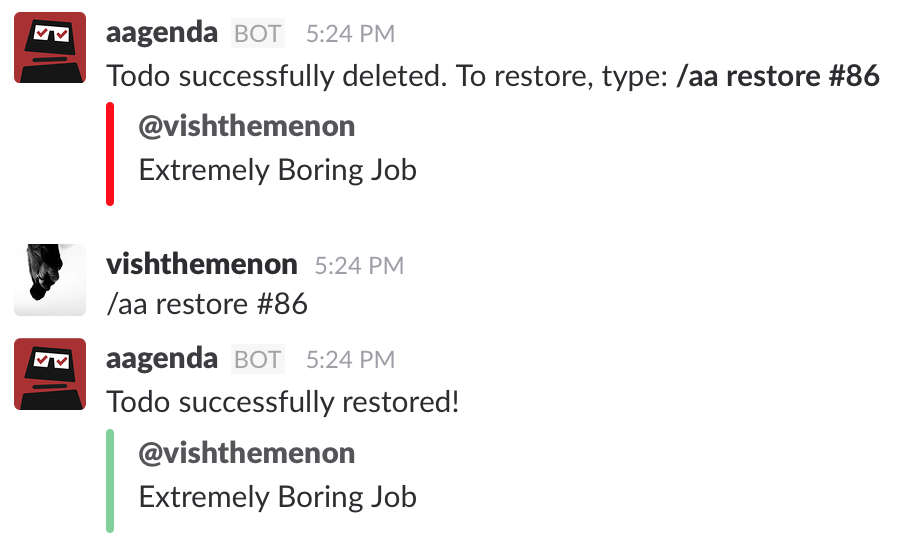 aagenda BOT 5:24 PM
Todo successfully deleted. To restore, type: /aa restore #86
@vishthemenon
Extremely Boring Job
vishthemenon 5:24 PM
/aa restore #86
aagenda BOT 5:24 PM
Todo successfully restored!
@vishthemenon
Extremely Boring Job